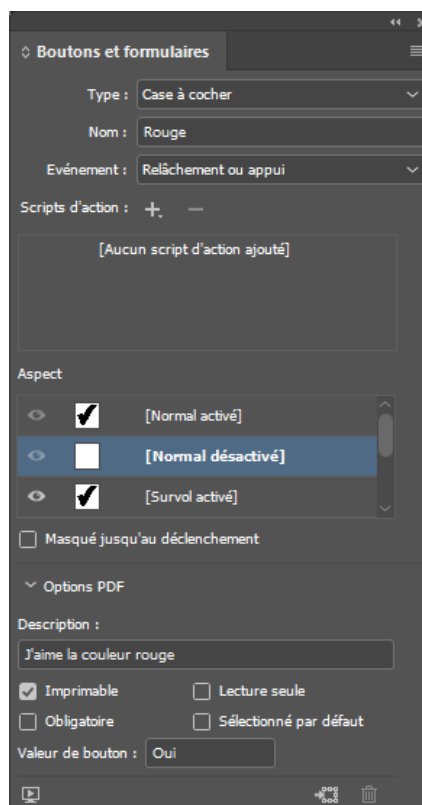 Boutons et formulaires
Type : Case à cocher
Nom : Rouge
Evénement : Relâchement ou appui
Scripts d'action :
[Aucun script d'action ajouté]
Aspect
[Normal activé]
[Normal désactivé]
[Survol activé]
Masqué jusqu'au déclenchement
Options PDF
Description :
J'aime la couleur rouge
Imprimable Lecture seule
Obligatoire Sélectionné par défaut
Valeur de bouton : Oui